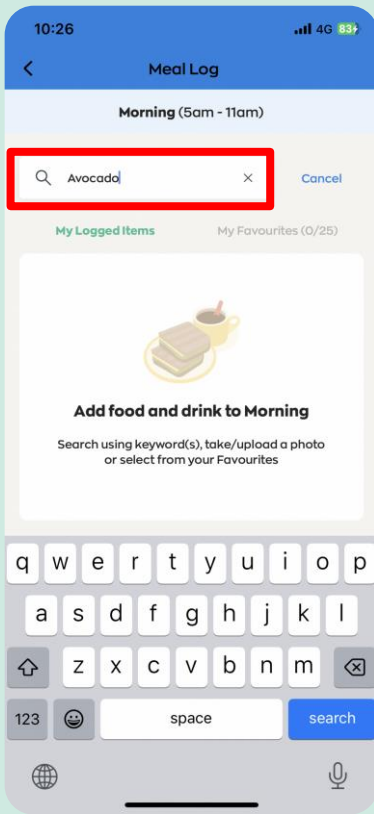 10:26 4G 83
Meal Log
Morning (5am - 11am)
Avocado Cancel
My Logged Items My Favourites (0/25)
Add food and drink to Morning
Search using keyword(s), take/upload a photo
or select from your Favourites
q w e r t y u i o p
a s d f g h j k l
z x c v b n m
123 space search